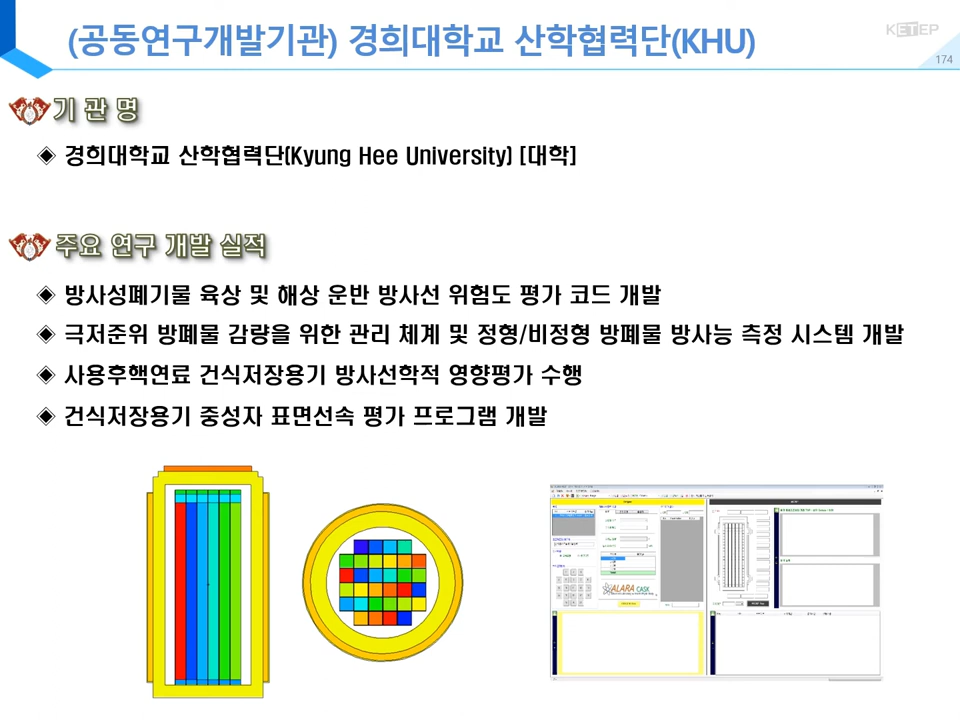 (공동연구개발기관) 경희대학교 산학협력단(KHU)
KETEP
174
기 관 명
◈ 경희대학교 산학협력단(Kyung Hee University) [대학]
주요 연구 개발 실적
◈ 방사성폐기물 육상 및 해상 운반 방사선 위험도 평가 코드 개발
◈ 극저준위 방폐물 감량을 위한 관리 체계 및 정형/비정형 방폐물 방사능 측정 시스템 개발
◈ 사용후핵연료 건식저장용기 방사선학적 영향평가 수행
◈ 건식저장용기 중성자 표면선속 평가 프로그램 개발
ALARA CASK